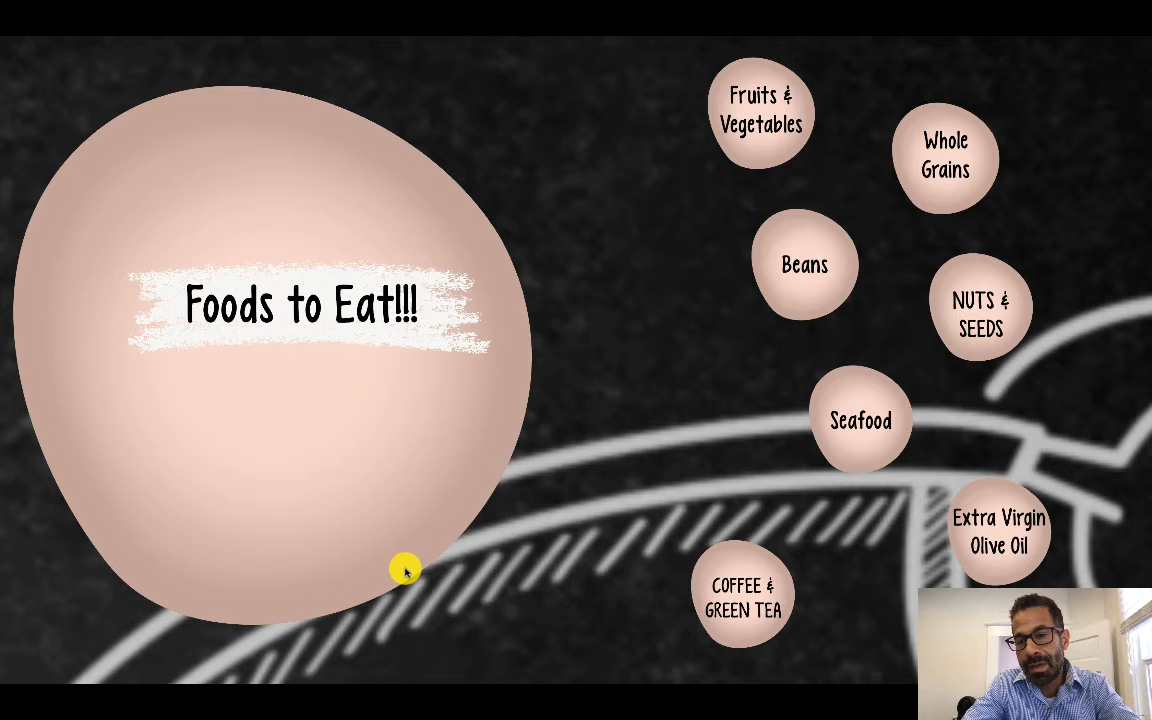 Foods to Eat!!!
Fruits &
Vegetables
Whole
Grains
Beans
NUTS &
SEEDS
Seafood
Extra Virgin
Olive Oil
COFFEE &
GREEN TEA